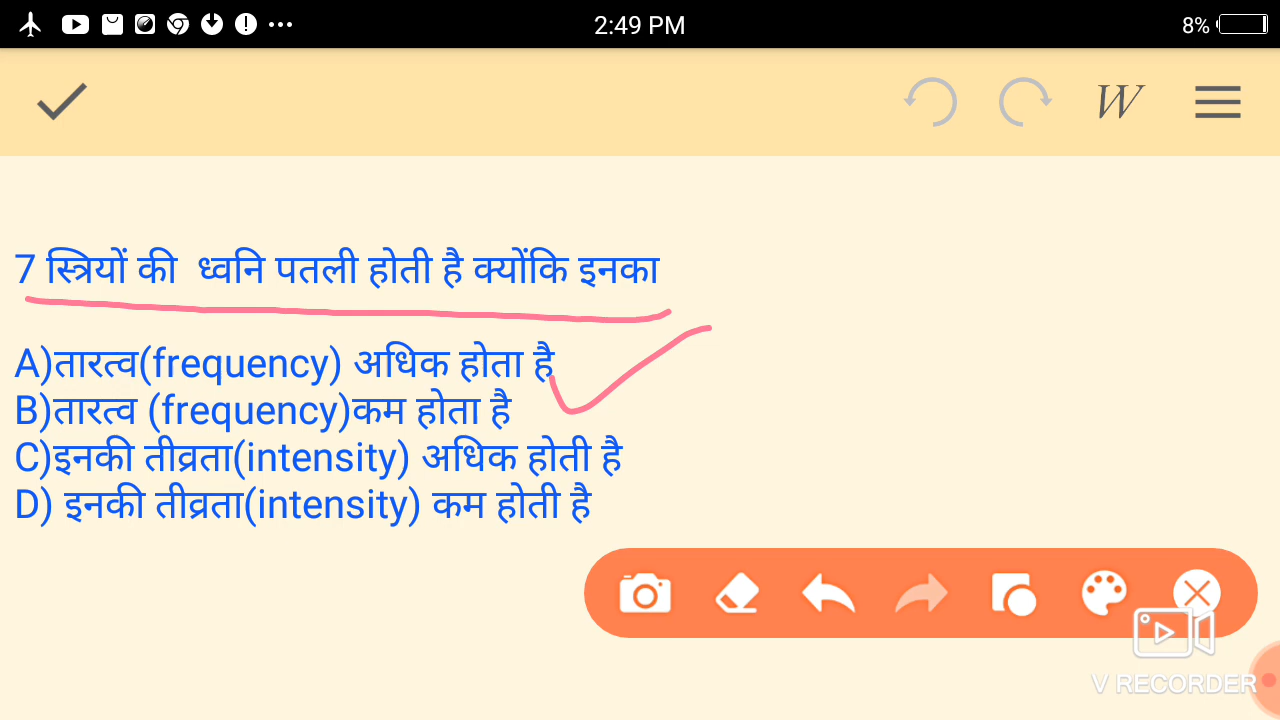 2:49 PM
8%
W
7 स्त्रियों की ध्वनि पतली होती है क्योंकि इनका
A)तारत्व(frequency) अधिक होता है
B)तारत्व (frequency)कम होता है
C)इनकी तीव्रता(intensity) अधिक होती है
D) इनकी तीव्रता(intensity) कम होती है
V RECORDER